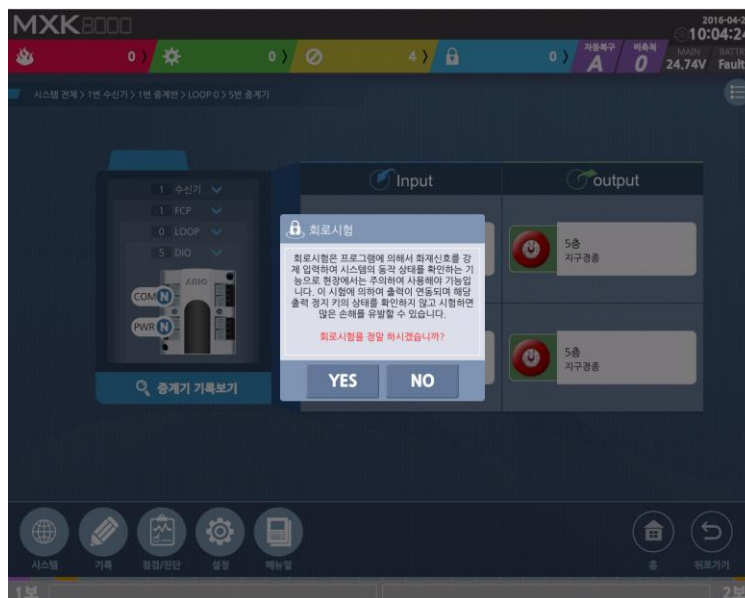 MXK8000
2016-04-2
10:04:24
0
0
4
0
자동복구
A
비축적
0
MAIN
24.74V
BATTR
Fault
시스템 전체 > 1번 수신기 > 1번 중계반 > LOOP 0 > 5번 중계기
1 수신기
1 FCP
0 LOOP
5 DIO
COM N
PWR N
중계기 기록보기
Input
output
5층
지구경종
5층
지구경종
회로시험
회로시험은 프로그램에 의해서 화재신호를 강
제 입력하여 시스템의 동작 상태를 확인하는 기
능으로 현장에서는 주의하여 사용해야 기능입
니다. 이 시험에 의하여 출력이 연동되며 해당
출력 정지 키의 상태를 확인하지 않고 시험하면
많은 손해를 유발할 수 있습니다.
회로시험을 정말 하시겠습니까?
YES
NO
시스템
기록
점검/진단
설정
메뉴얼
홈
뒤로가기
1보
2보